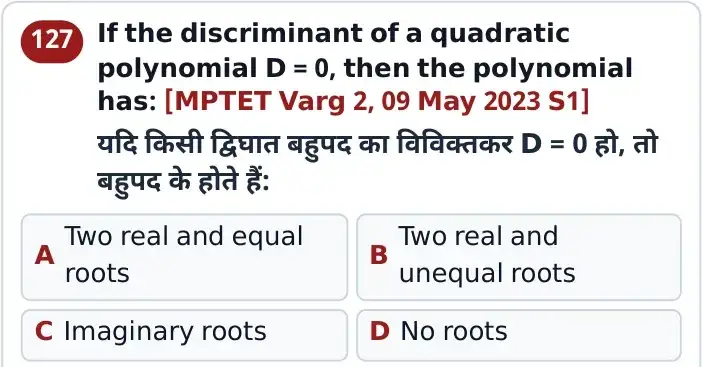 127 If the discriminant of a quadratic
polynomial D = 0, then the polynomial
has: [MPTET Varg 2, 09 May 2023 S1]
यदि किसी द्विघात बहुपद का विविक्तकर D = 0 हो, तो
बहुपद के होते हैं:
A Two real and equal
roots
B Two real and
unequal roots
C Imaginary roots
D No roots